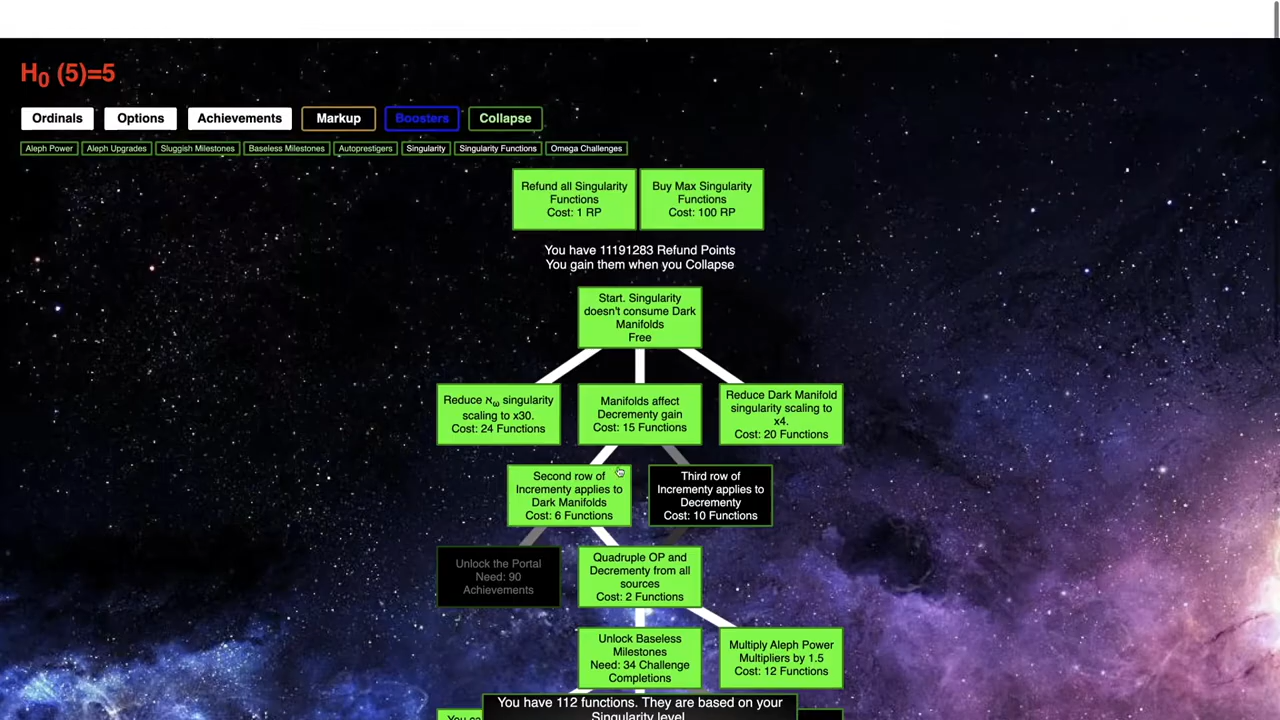 H₀ (5)=5
Ordinals Options Achievements Markup Boosters Collapse
Aleph Power Aleph Upgrades Sluggish Milestones Baseless Milestones Autoprestigers Singularity Singularity Functions Omega Challenges
Refund all Singularity
Functions
Cost: 1 RP
Buy Max Singularity
Functions
Cost: 100 RP
You have 11191283 Refund Points
You gain them when you Collapse
Start. Singularity
doesn't consume Dark
Manifolds
Free
Reduce ℵω singularity
scaling to x30.
Cost: 24 Functions
Manifolds affect
Decrementy gain
Cost: 15 Functions
Reduce Dark Manifold
singularity scaling to
x4.
Cost: 20 Functions
Second row of
Incrementy applies to
Dark Manifolds
Cost: 6 Functions
Third row of
Incrementy applies to
Decrementy
Cost: 10 Functions
Unlock the Portal
Need: 90
Achievements
Quadruple OP and
Decrementy from all
sources
Cost: 2 Functions
Unlock Baseless
Milestones
Need: 34 Challenge
Completions
Multiply Aleph Power
Multipliers by 1.5
Cost: 12 Functions
You ca
You have 112 functions. They are based on your
Singularity level